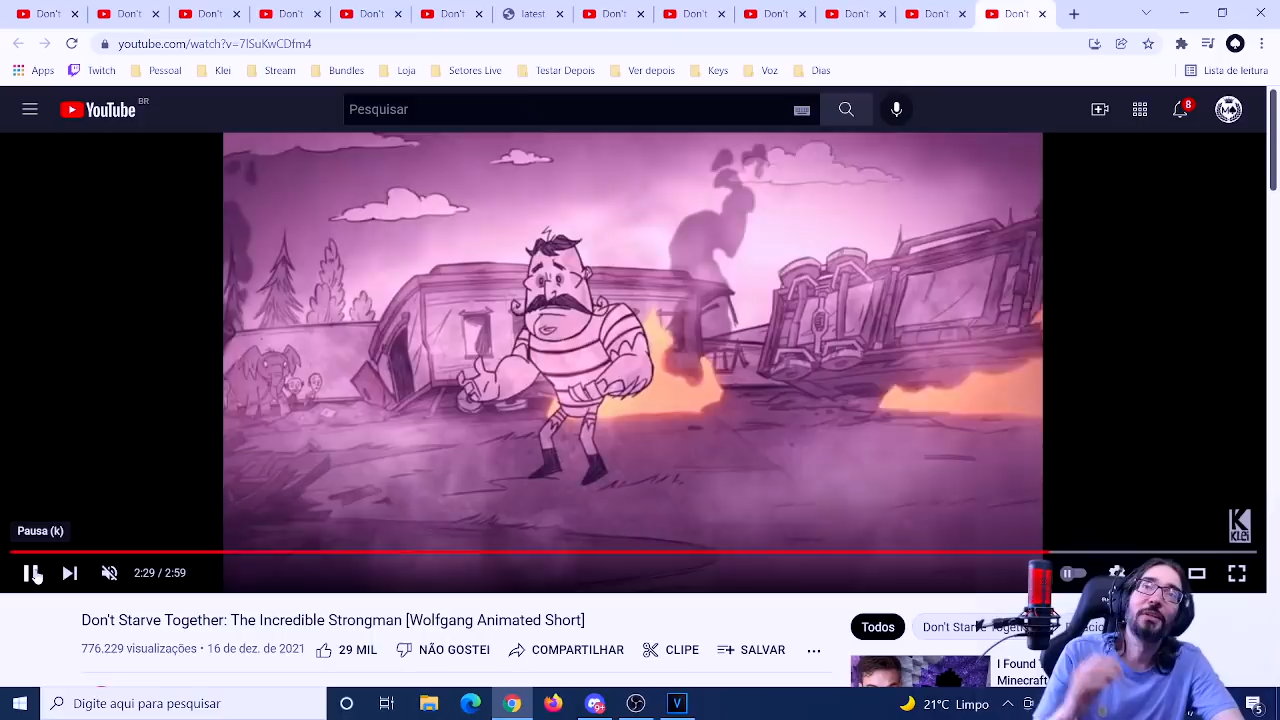 Don't
Don't
Don't
Don't
Don't
Don't
latest
Don't
Don't
Don't
Don't
Don't
Don't
youtube.com/watch?v=7ISuKwCDfm4
Apps
Twitch
Pessoal
Klei
Stream
Bundles
Loja
Setores Live
Testar Depois
Ver depois
Keys
Voz
Dias
Lista de leitura
YouTube BR
Pesquisar
8
Pausa (k)
K
Klei
2:29 / 2:59
Don't Starve Together: The Incredible Strongman [Wolfgang Animated Short]
776.229 visualizações • 16 de dez. de 2021
29 MIL
NÃO GOSTEI
COMPARTILHAR
CLIPE
SALVAR
Todos
Don't Starve
I Found
Minecraft
Digite aqui para pesquisar
V
21°C Limpo